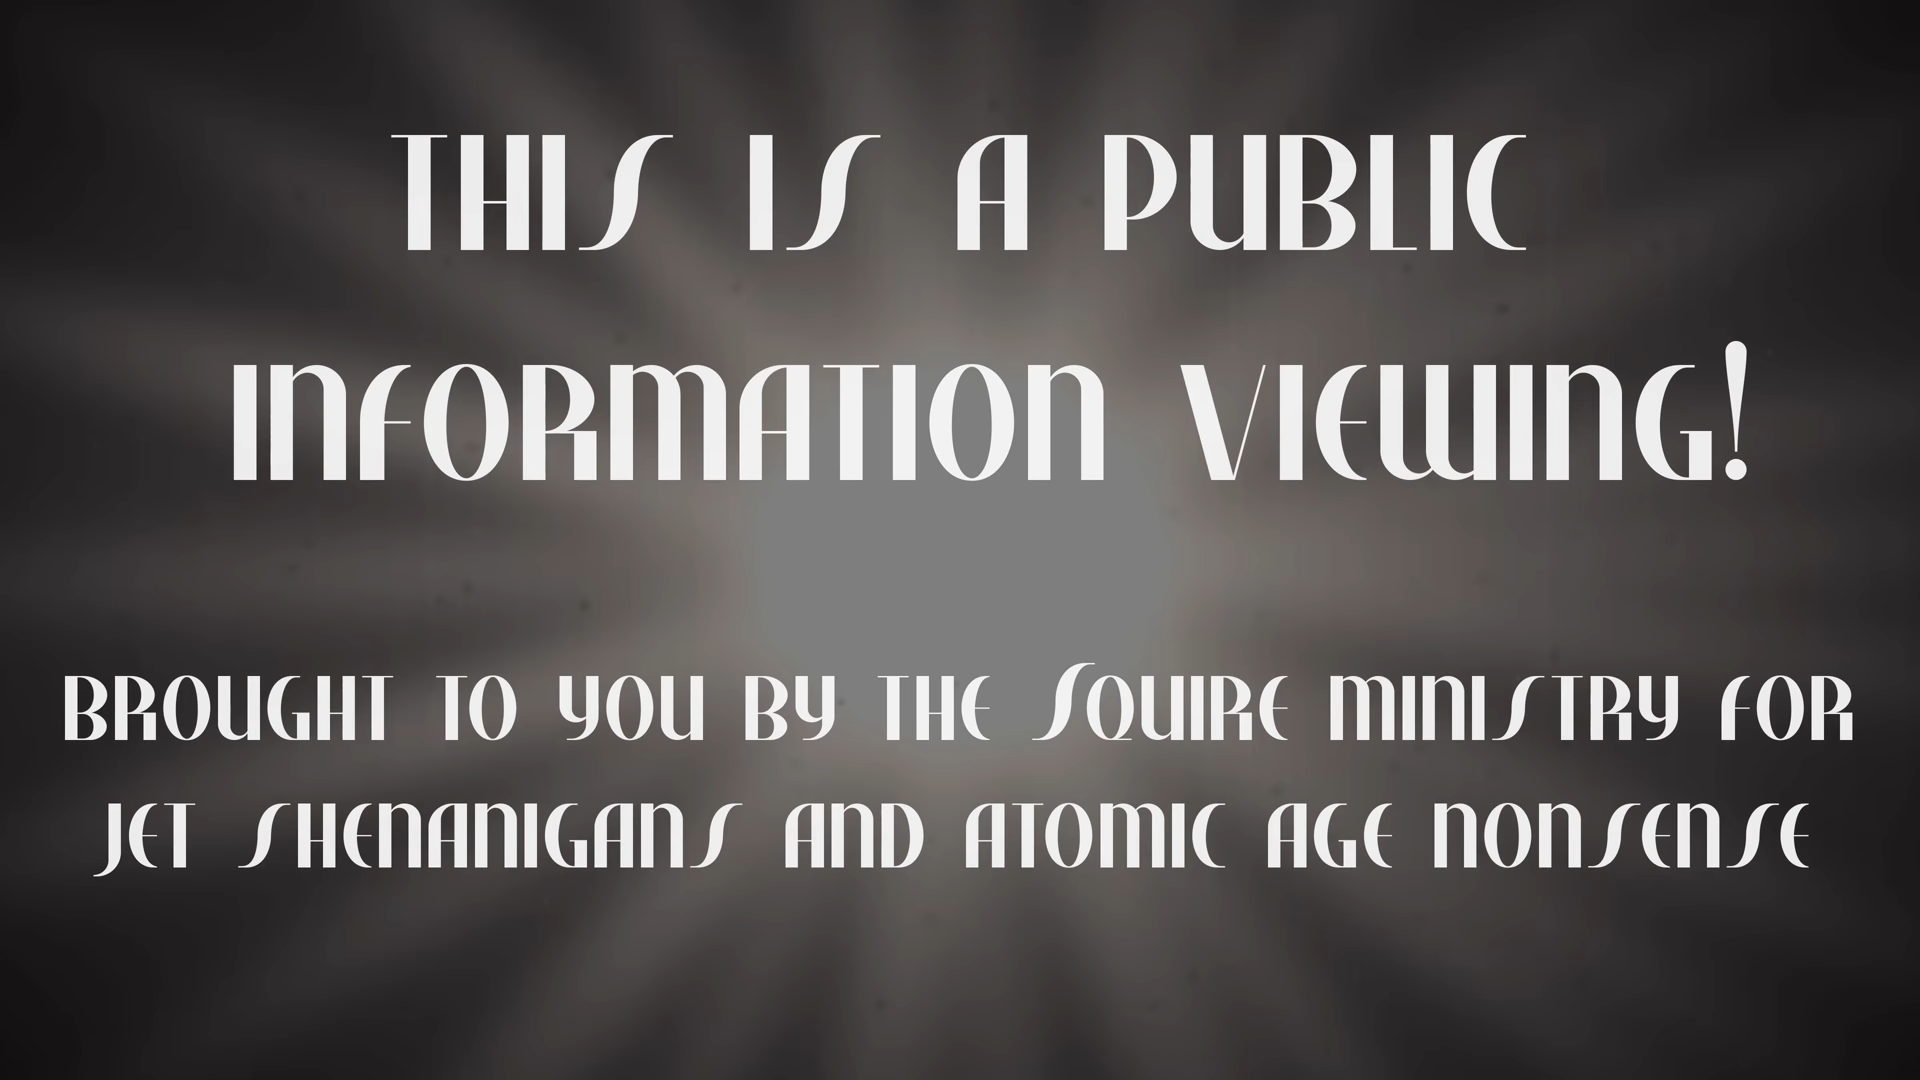 THIS IS A PUBLIC
INFORMATION VIEWING!
BROUGHT TO YOU BY THE SQUIRE MINISTRY FOR
JET SHENANIGANS AND ATOMIC AGE NONSENSE